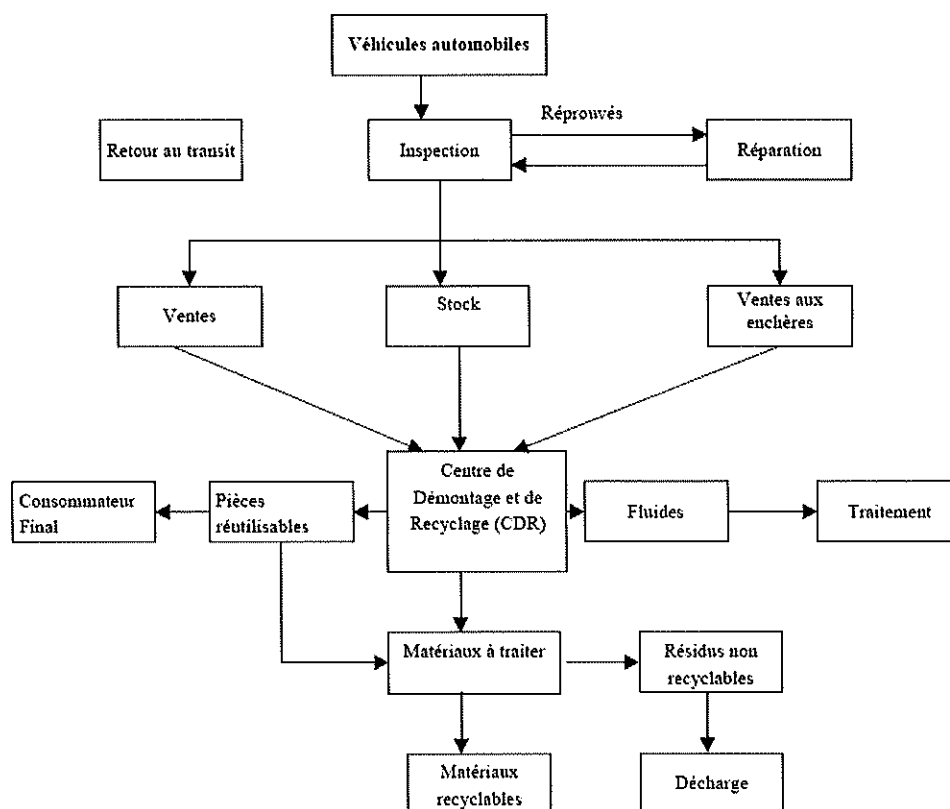 Véhicules automobiles
Réprouvés
Retour au transit
Inspection
Réparation
Ventes
Stock
Ventes aux
enchères
Centre de
Démontage et de
Recyclage (CDR)
Consommateur
Final
Pièces
réutilisables
Fluides
Traitement
Matériaux à traiter
Résidus non
recyclables
Matériaux
recyclables
Décharge